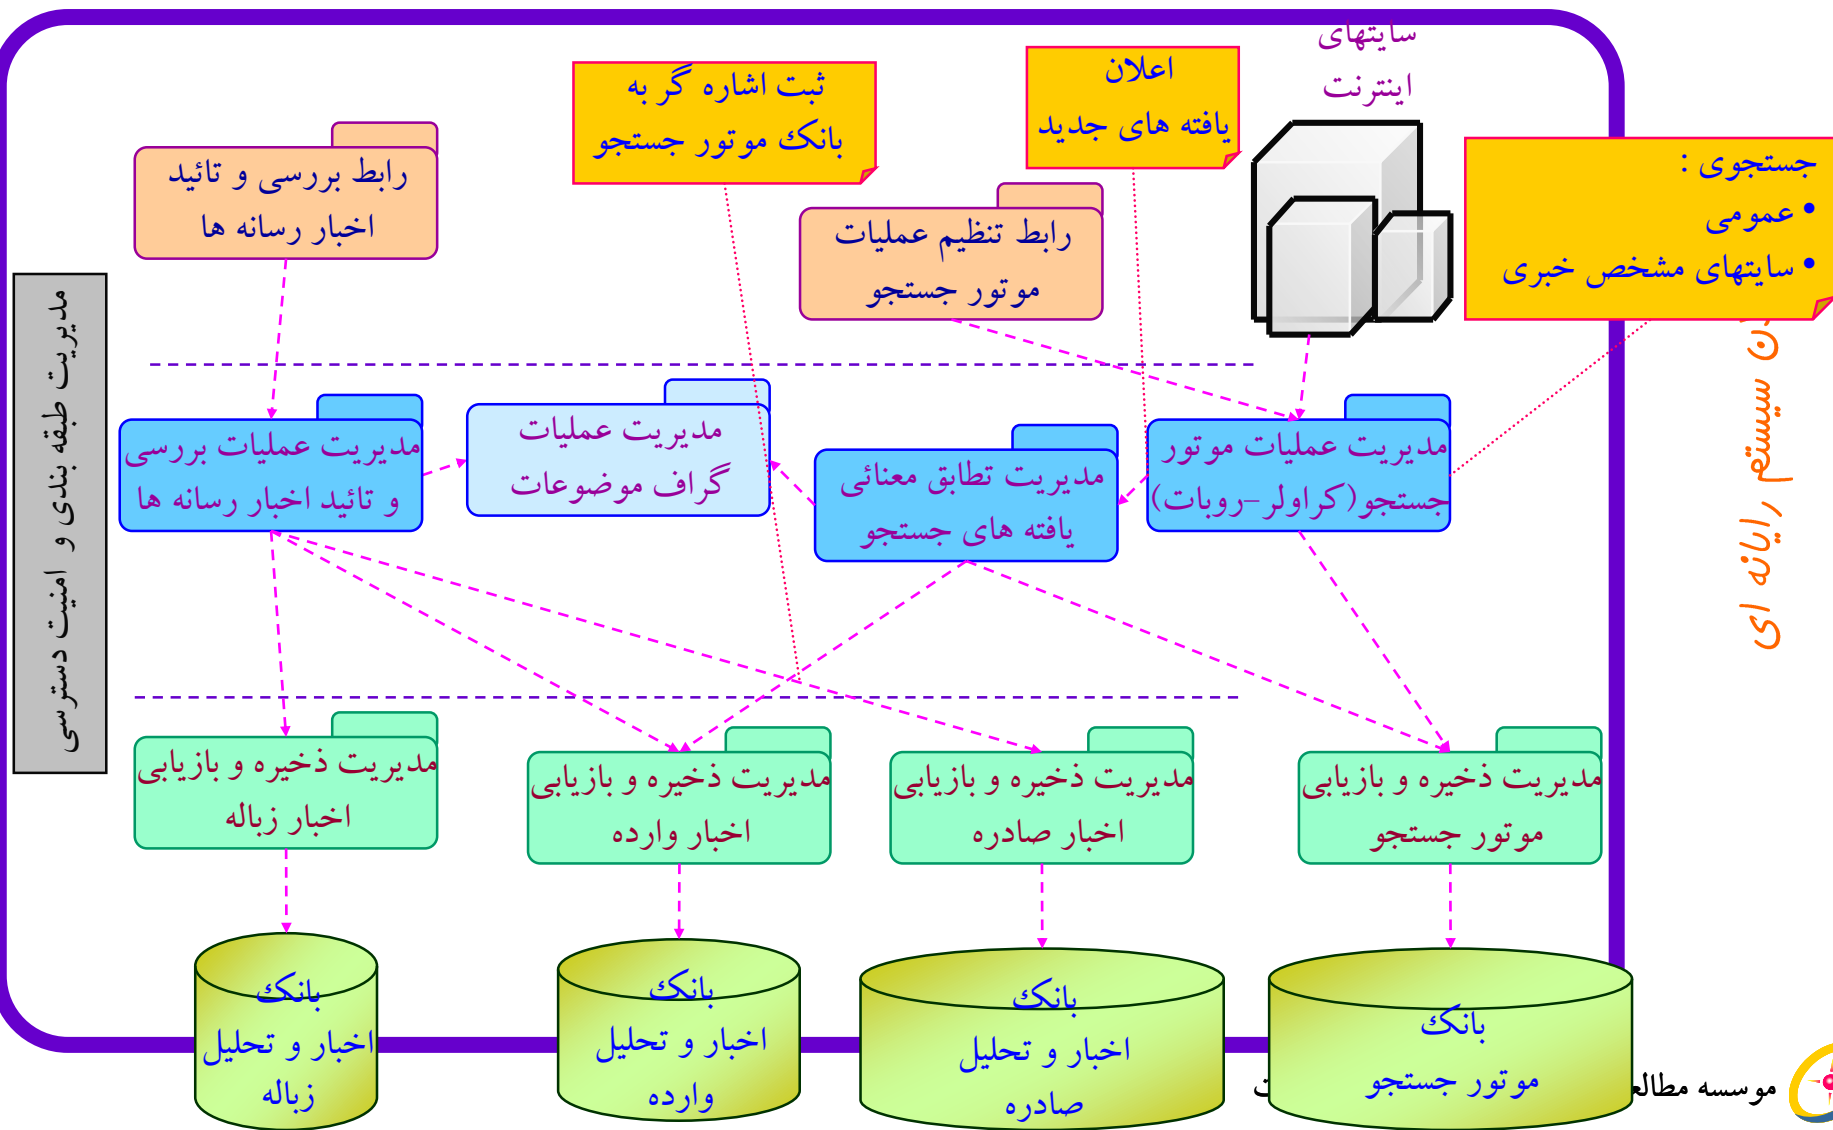 سایتهای
اینترنت
اعلان
یافته های جدید
ثبت اشاره گر به
بانک موتور جستجو
جستجوی :
• عمومی
• سایتهای مشخص خبری
رابط بررسی و تائید
اخبار رسانه ها
رابط تنظیم عملیات
موتور جستجو
مدیریت طبقه بندی و امنیت دسترسی
سیستم رایانه ای
مدیریت عملیات موتور
جستجو(کراولر-روبات)
مدیریت تطابق معنائی
یافته های جستجو
مدیریت عملیات
گراف موضوعات
مدیریت عملیات بررسی
و تائید اخبار رسانه ها
مدیریت ذخیره و بازیابی
موتور جستجو
مدیریت ذخیره و بازیابی
اخبار صادره
مدیریت ذخیره و بازیابی
اخبار وارده
مدیریت ذخیره و بازیابی
اخبار زباله
بانک
موتور جستجو
بانک
اخبار و تحلیل
صادره
بانک
اخبار و تحلیل
وارده
بانک
اخبار و تحلیل
زباله
موسسه